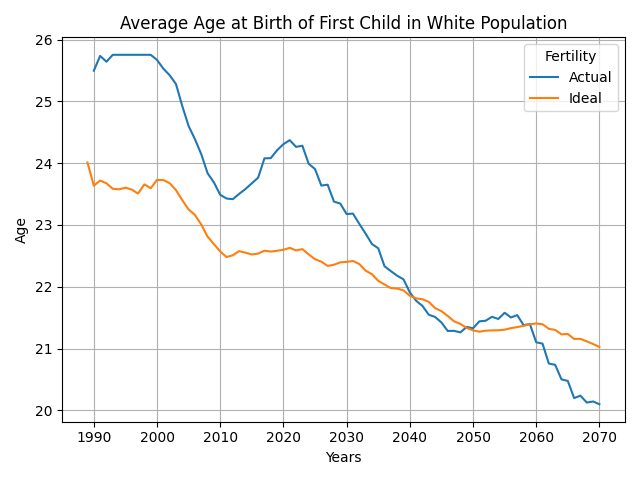 Average Age at Birth of First Child in White Population
Fertility
Actual
Ideal
Age
26
25
24
23
22
21
20
1990 2000 2010 2020 2030 2040 2050 2060 2070
Years